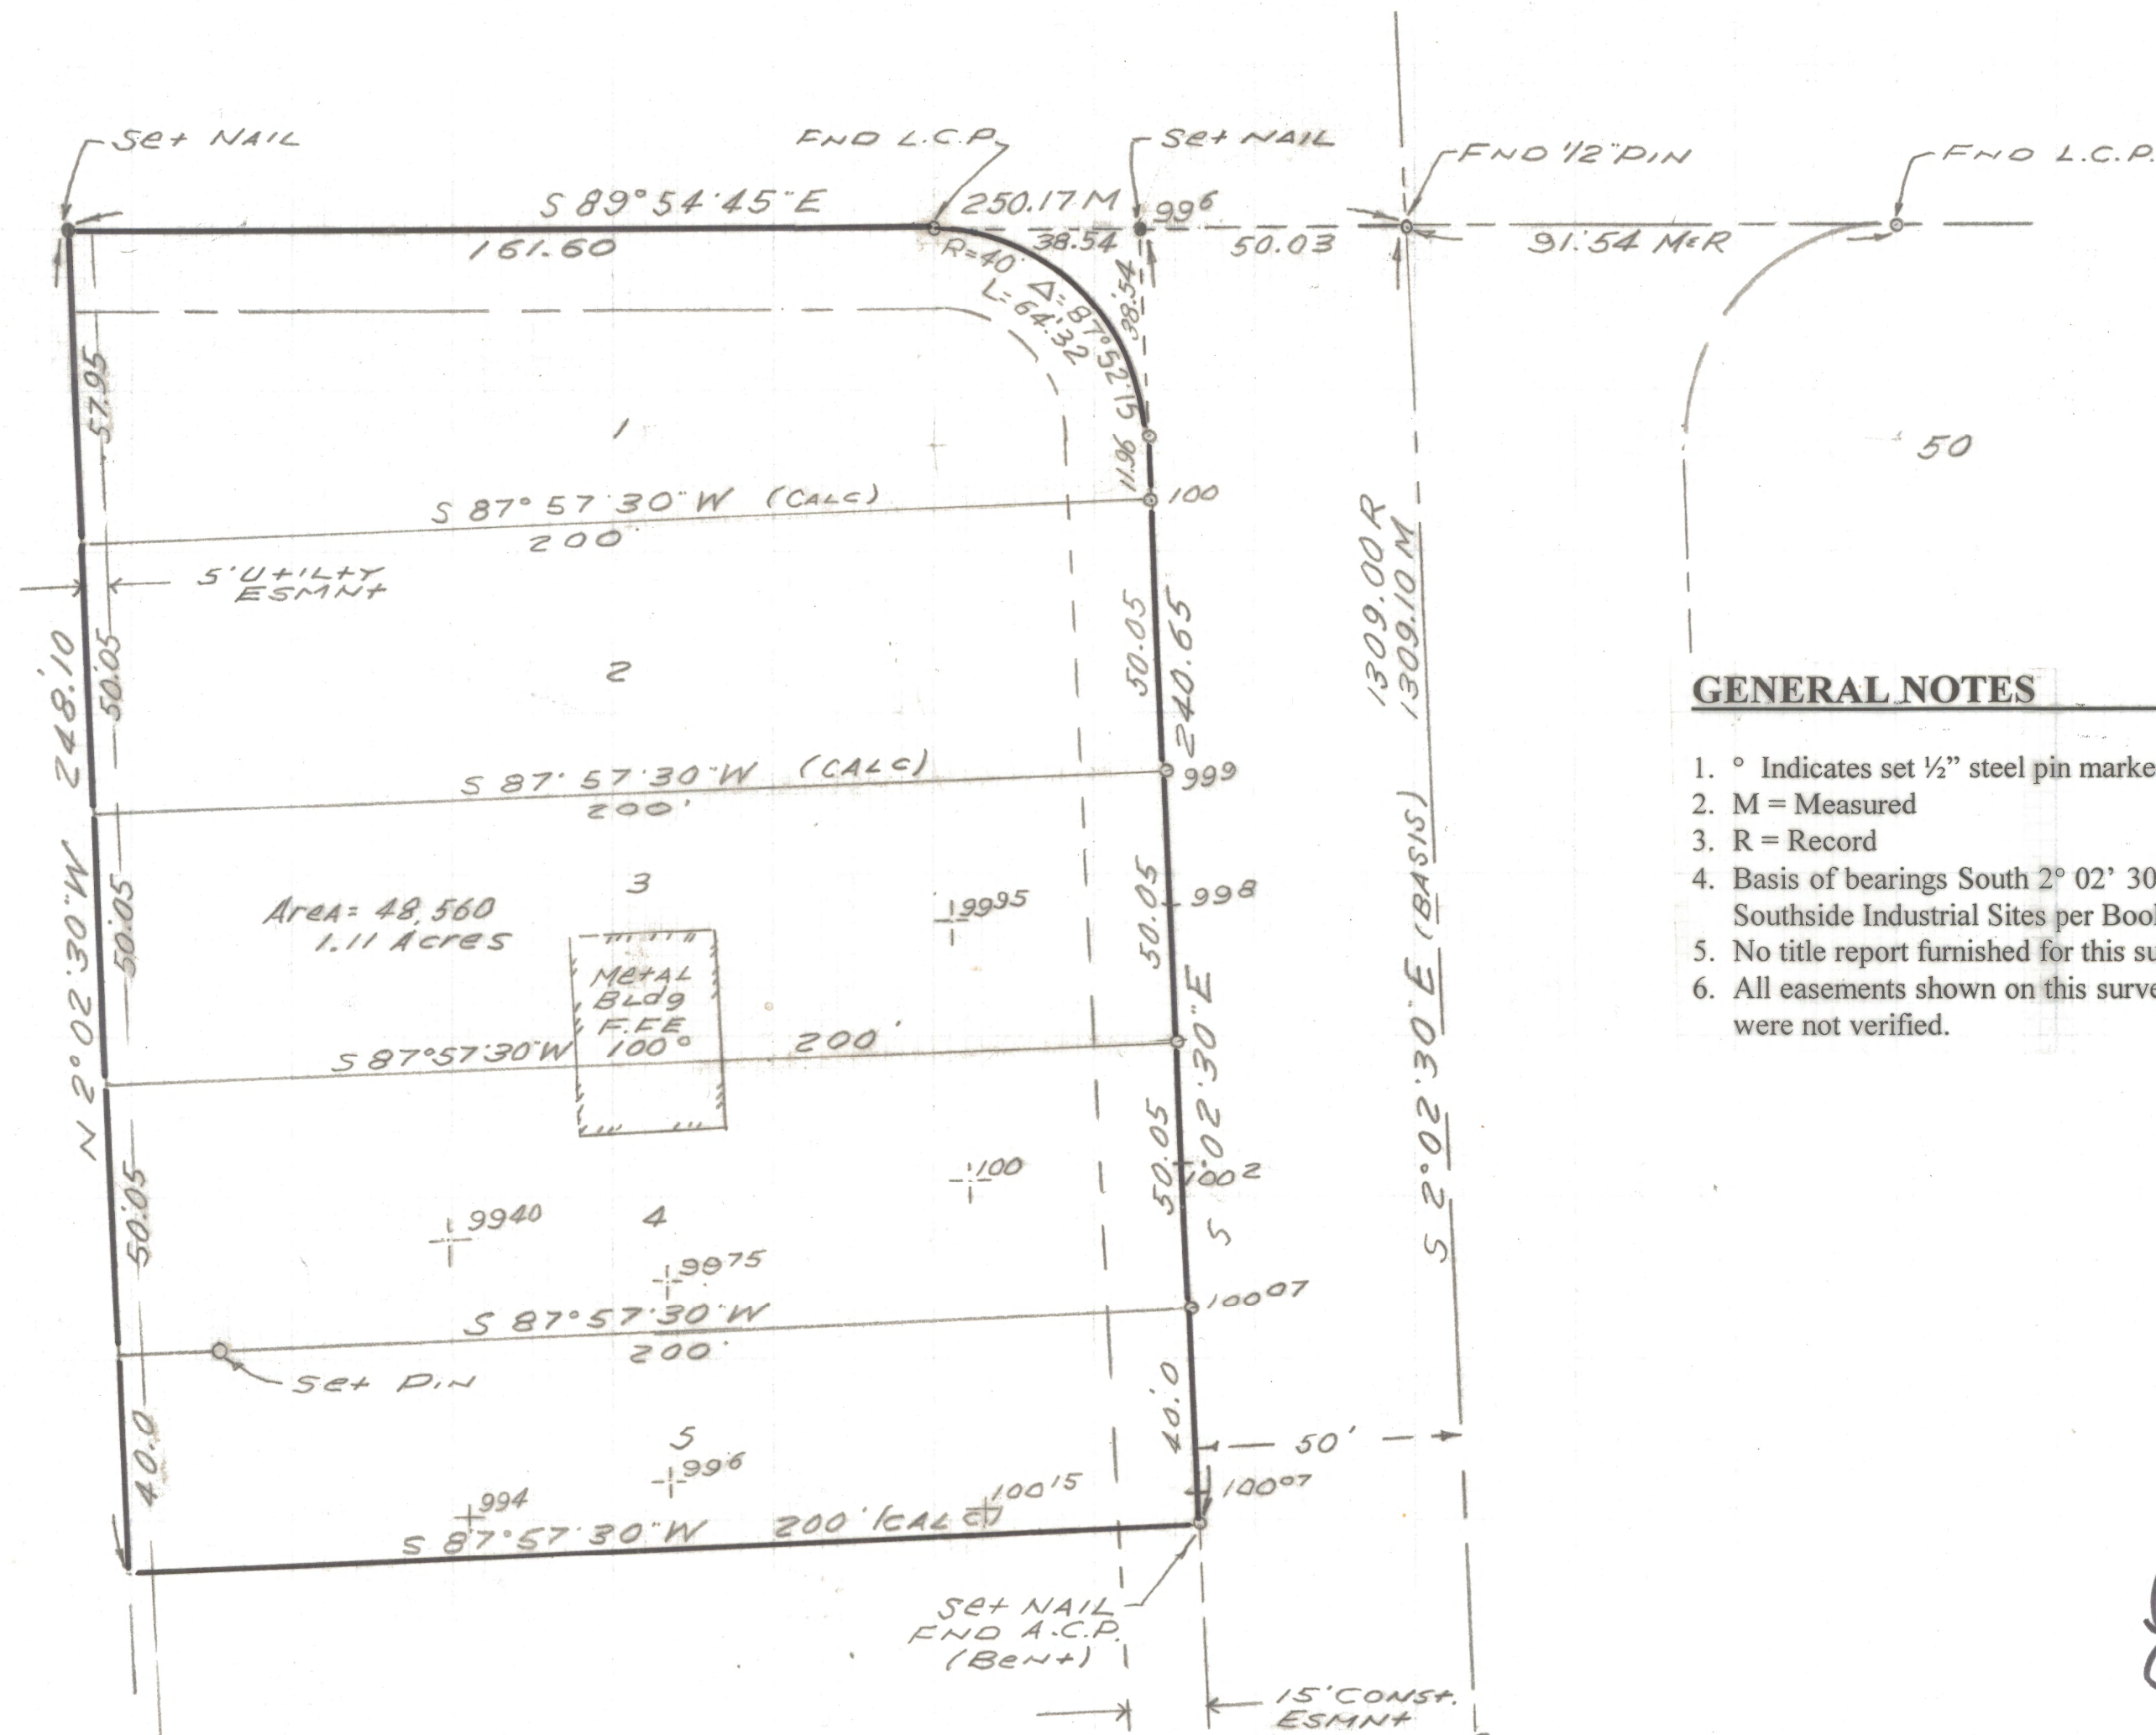 Set NAIL
FND L.C.P.
Set NAIL
FND 1/2" PIN
FND L.C.P.
S 89° 54' 45" E
250.17 M
99⁶
161.60
38.54
50.03
91.54 M&R
R=40'
Δ=87°52'15"
L=64.32
38.54
57.95
1
11.96
50
S 87° 57' 30" W (CALC)
100
200'
5' UtILtY
ESMNt
1309.00 R
1309.10 M
248.10
50.05
2
50.05
240.65
S 87° 57' 30" W (CALC)
999
200'
GENERAL NOTES
1. ° Indicates set ½” steel pin marke
2. M = Measured
3. R = Record
4. Basis of bearings South 2° 02’ 30
Southside Industrial Sites per Boo
5. No title report furnished for this su
6. All easements shown on this surve
were not verified.
N 2° 02' 30" W
50.05
3
Area = 48,560
1.11 Acres
99⁹⁵
50.05
99⁸
Metal
Bldg
F.FE
100°
S 87° 57' 30" W
200'
S 2° 02' 30" E (BASIS)
S °02'30" E
50.05
99⁴⁰
4
100
50.05
100²
99⁷⁵
S 87° 57' 30" W
200'
100⁰⁷
Set PIN
40.0
5
99⁶
40.0
50'
99⁴
100¹⁵
100⁰⁷
S 87° 57' 30" W 200' (CALC)
Set NAIL
FND A.C.P.
(Bent)
15' CONSt.
ESMNt